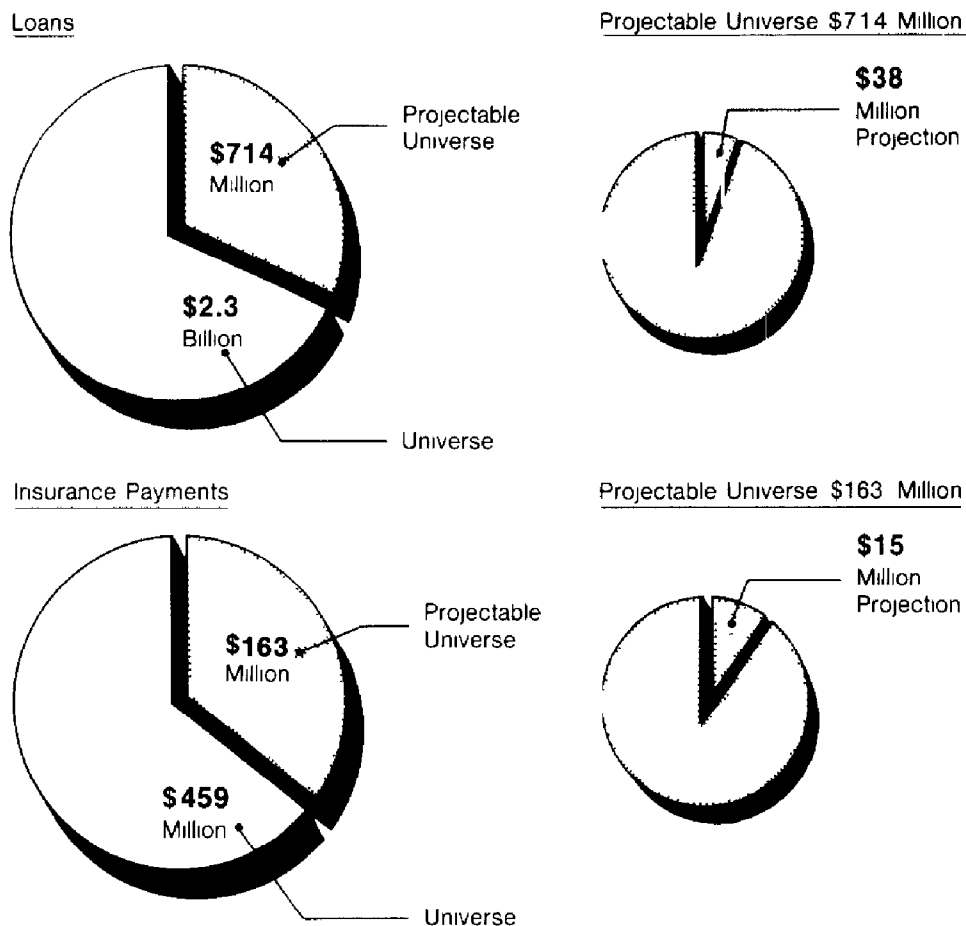 Loans
Projectable Universe $714 Million
$38
Million
Projection
Projectable
Universe
$714
Million
$2.3
Billion
Universe
Insurance Payments
Projectable Universe $163 Million
$15
Million
Projection
Projectable
Universe
$163
Million
$459
Million
Universe